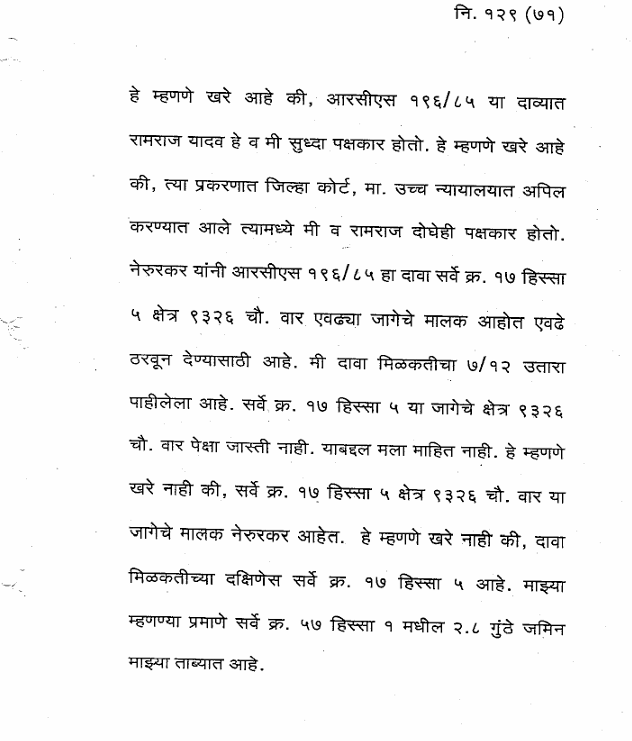 नि. १२९ (७१)
हे म्हणणे खरे आहे की, आरसीएस १९६/८५ या दाव्यात
रामराज यादव हे व मी सुध्दा पक्षकार होतो. हे म्हणणे खरे आहे
की, त्या प्रकरणात जिल्हा कोर्ट, मा. उच्च न्यायालयात अपिल
करण्यात आले त्यामध्ये मी व रामराज दोघेही पक्षकार होतो.
नेरुरकर यांनी आरसीएस १९६/८५ हा दावा सर्वे क्र. १७ हिस्सा
५ क्षेत्र ९३२६ चौ. वार एवढ्या जागेचे मालक आहोत एवढे
ठरवून देण्यासाठी आहे. मी दावा मिळकतीचा ७/१२ उतारा
पाहीलेला आहे. सर्वे क्र. १७ हिस्सा ५ या जागेचे क्षेत्र ९३२६
चौ. वार पेक्षा जास्ती नाही. याबद्दल मला माहित नाही. हे म्हणणे
खरे नाही की, सर्वे क्र. १७ हिस्सा ५ क्षेत्र ९३२६ चौ. वार या
जागेचे मालक नेरुरकर आहेत. हे म्हणणे खरे नाही की, दावा
मिळकतीच्या दक्षिणेस सर्वे क्र. १७ हिस्सा ५ आहे. माझ्या
म्हणण्या प्रमाणे सर्वे क्र. ५७ हिस्सा १ मधील २.८ गुंठे जमिन
माझ्या ताब्यात आहे.